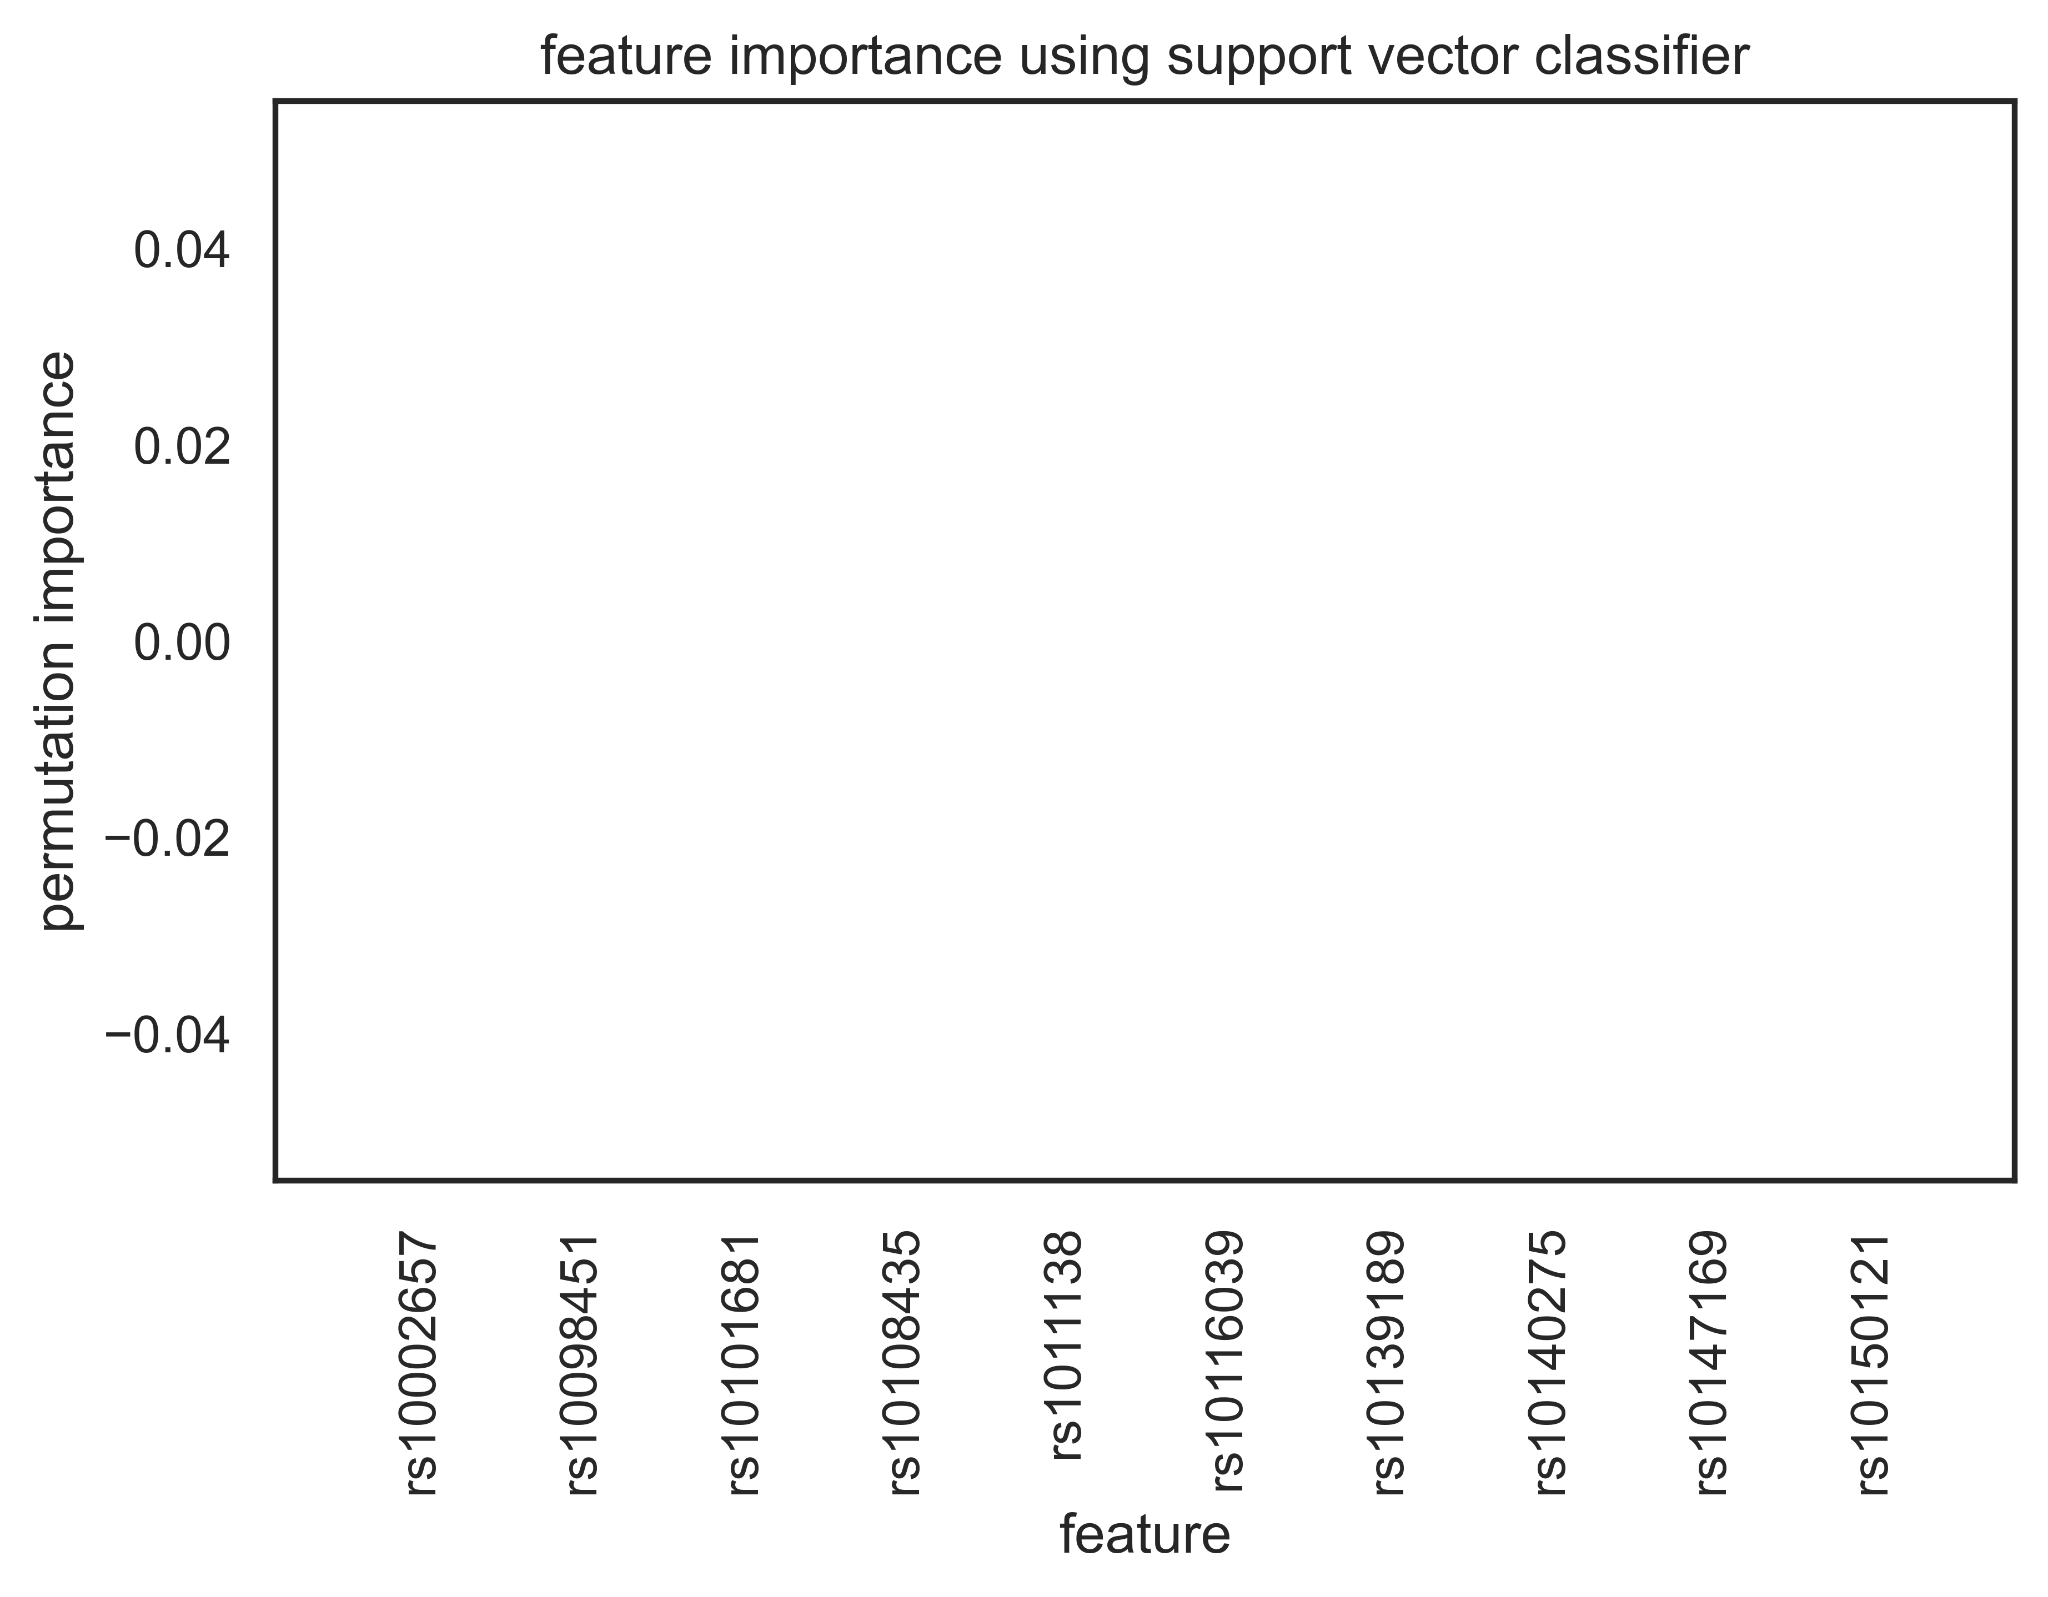 feature importance using support vector classifier
permutation importance
0.04
0.02
0.00
−0.02
−0.04
rs10002657
rs10098451
rs10101681
rs10108435
rs1011138
rs10116039
rs10139189
rs10140275
rs10147169
rs10150121
feature